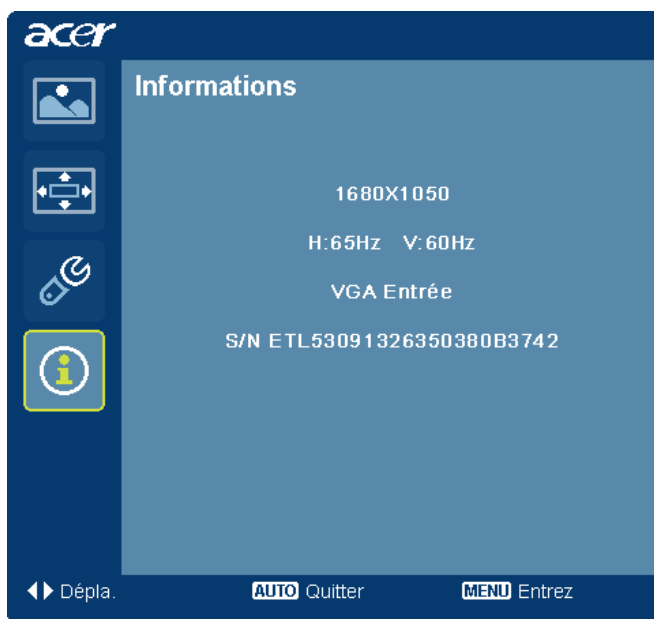 acer
Informations
1680X1050
H:65Hz V:60Hz
VGA Entrée
S/N ETL53091326350380B3742
Dépla.
AUTO Quitter
MENU Entrez